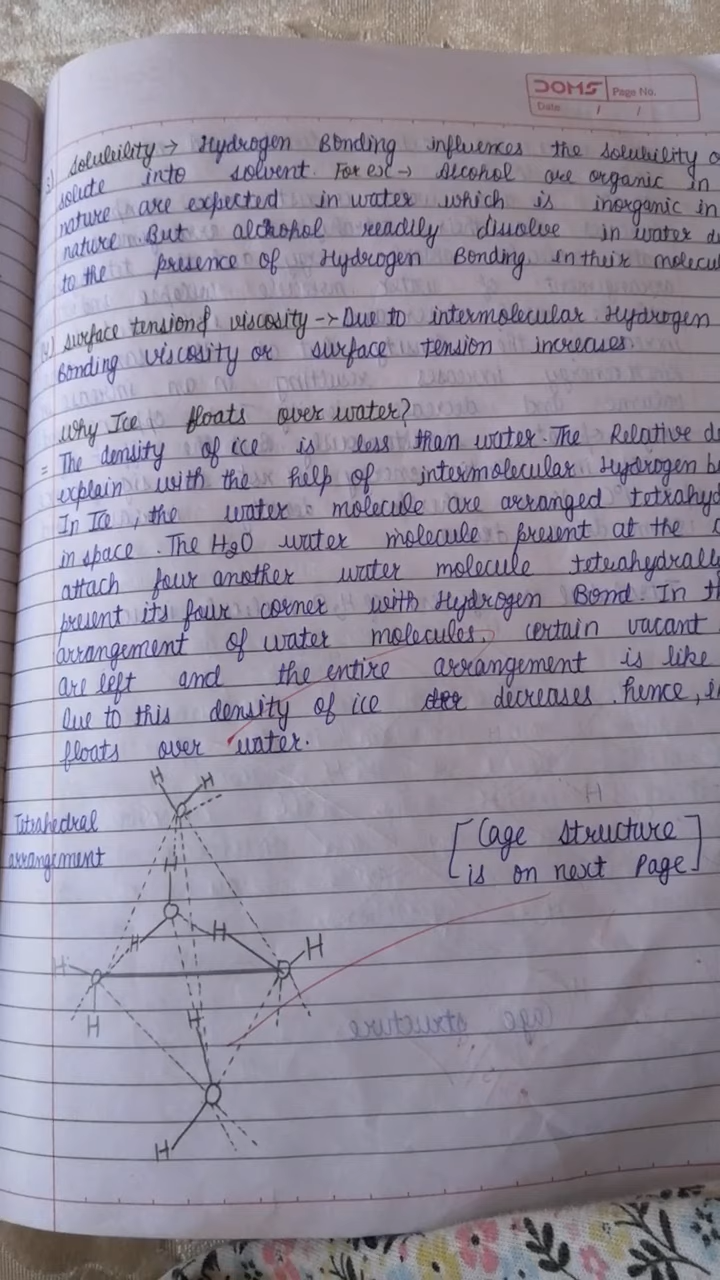 DOMS Page No.
Date / /
3) Solubility → Hydrogen Bonding influences the solubility
solute into solvent. For ex → Alcohol are organic in
nature are expected in water which is inorganic in
nature. But alchohol readily dissolve in water
to the presence of Hydrogen Bonding in their
4) surface tension & viscosity → Due to intermolecular Hydrogen
Bonding viscosity or surface tension increases.
Why Ice floats over water?
= The density of ice is less than water. The Relative
explain with the help of intermolecular Hydrogen
In Ice, the water molecule are arranged
in space. The H2O water molecule present at the
attach four another water molecule tetrahedrally
present its four corner with Hydrogen Bond. In
arrangement of water molecules, certain vacant
are left and the entire arrangement is like
Due to this density of ice decreases. hence,
floats over water.
H H
O
Tetrahedral
arrangement
[Cage structure
is on next Page]
H
O
H H
H O O H
H
H
O
H